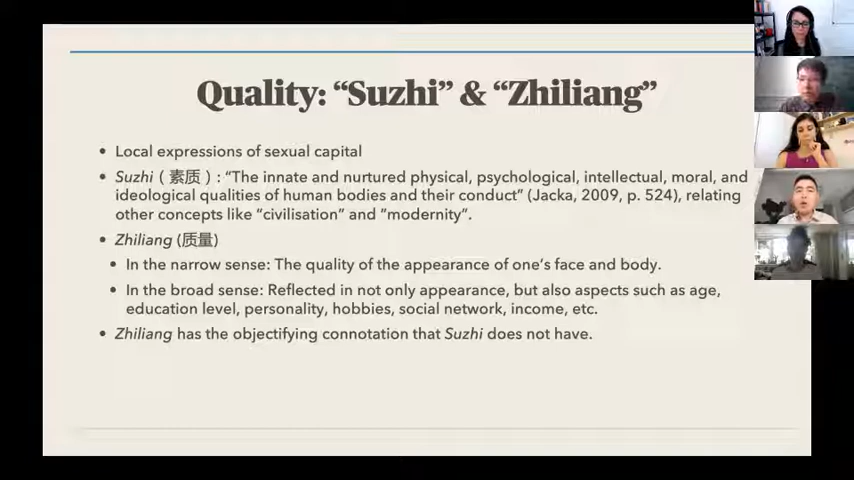 Quality: “Suzhi” & “Zhiliang”
• Local expressions of sexual capital
• Suzhi ( 素质 ) : “The innate and nurtured physical, psychological, intellectual, moral, and
ideological qualities of human bodies and their conduct” (Jacka, 2009, p. 524), relating
other concepts like “civilisation” and “modernity”.
• Zhiliang (质量)
• In the narrow sense: The quality of the appearance of one’s face and body.
• In the broad sense: Reflected in not only appearance, but also aspects such as age,
education level, personality, hobbies, social network, income, etc.
• Zhiliang has the objectifying connotation that Suzhi does not have.